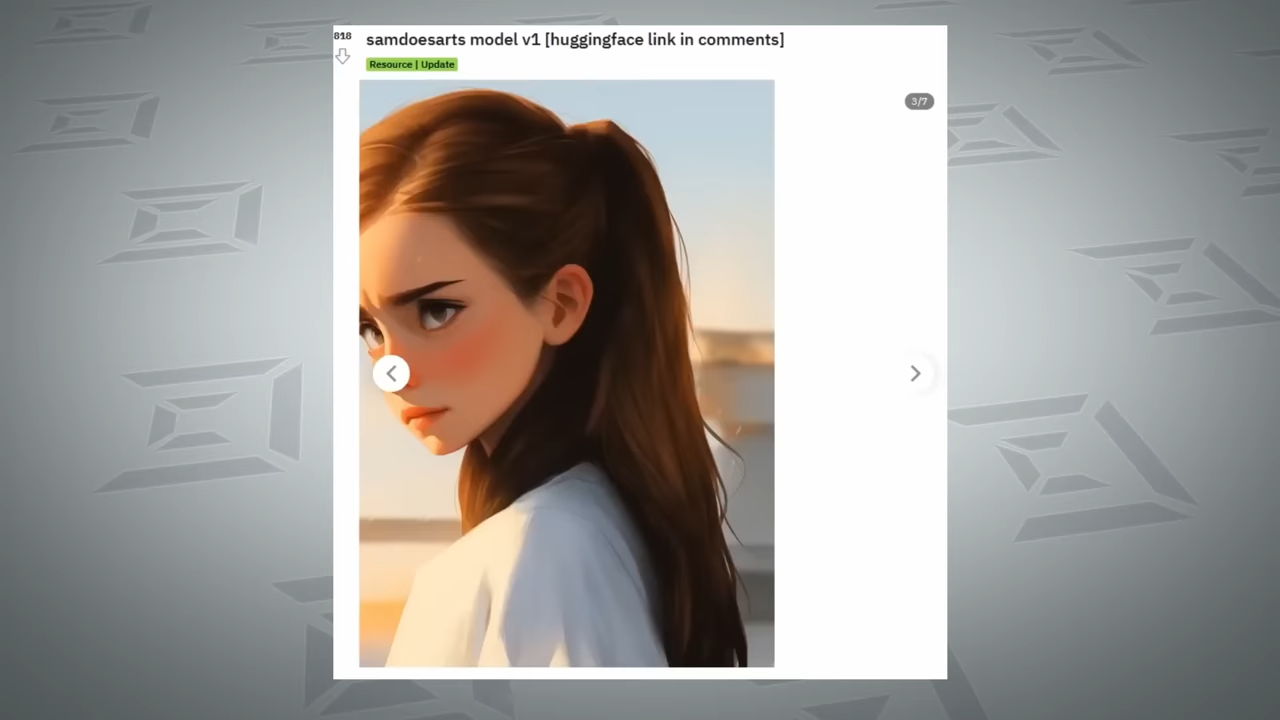 818
samdoesarts model v1 [huggingface link in comments]
Resource | Update
3/7